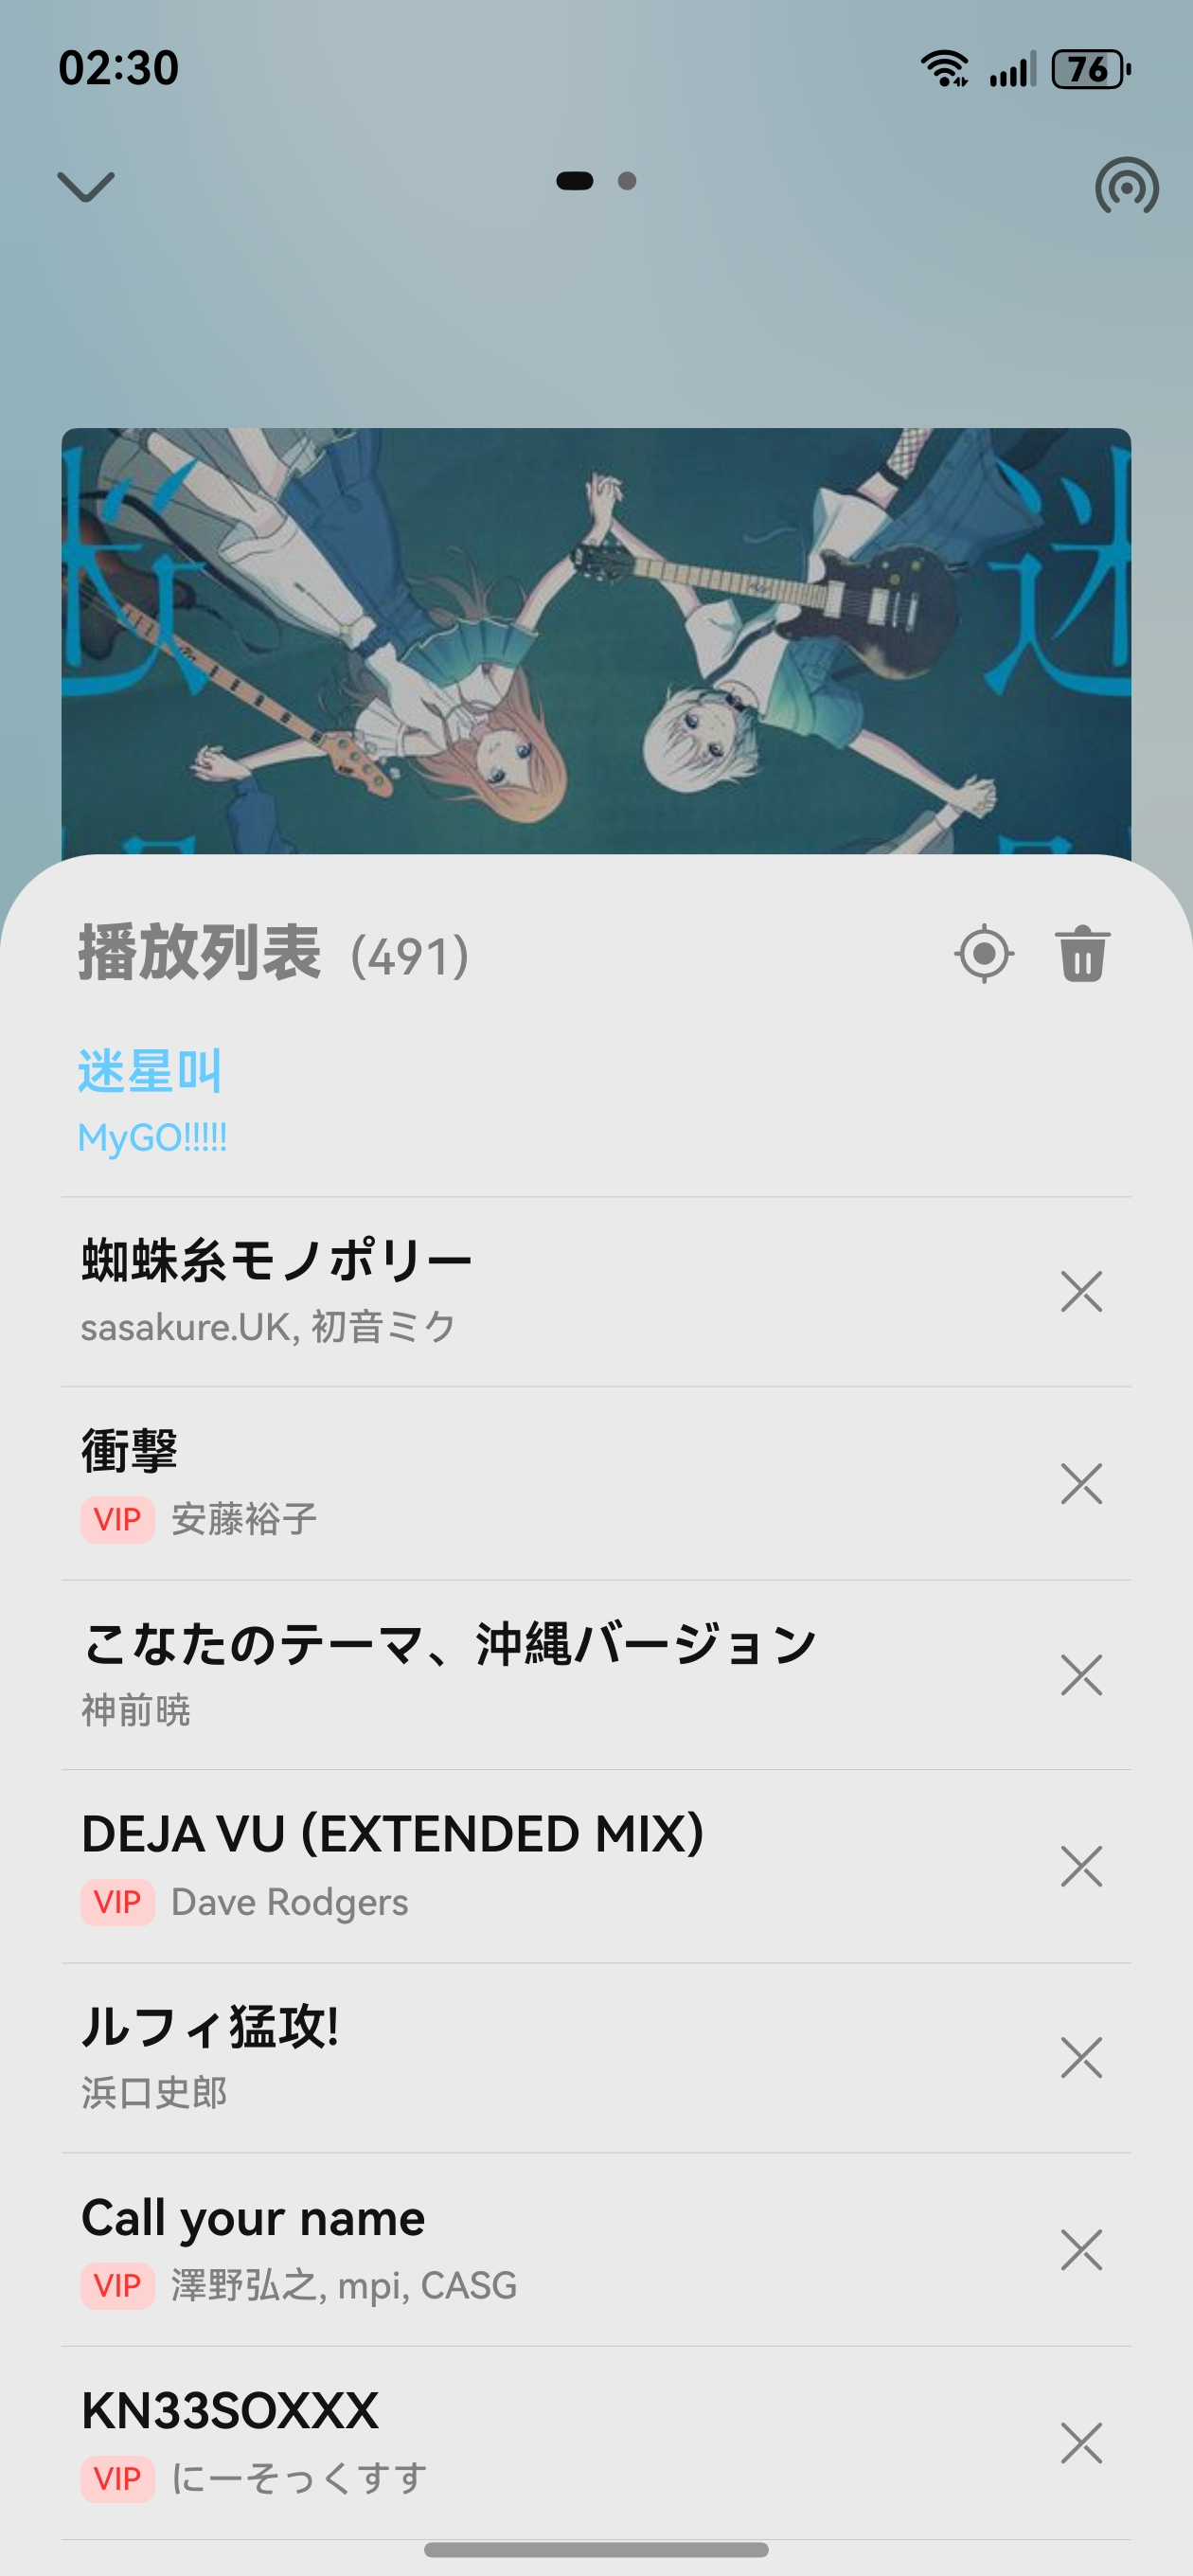 02:30
76
迷
迷
播放列表 (491)
迷星叫
MyGO!!!!!
蜘蛛糸モノポリー
sasakure.UK, 初音ミク
衝撃
VIP 安藤裕子
こなたのテーマ、沖縄バージョン
神前暁
DEJA VU (EXTENDED MIX)
VIP Dave Rodgers
ルフィ猛攻!
浜口史郎
Call your name
VIP 澤野弘之, mpi, CASG
KN33SOXXX
VIP にーそっくすす